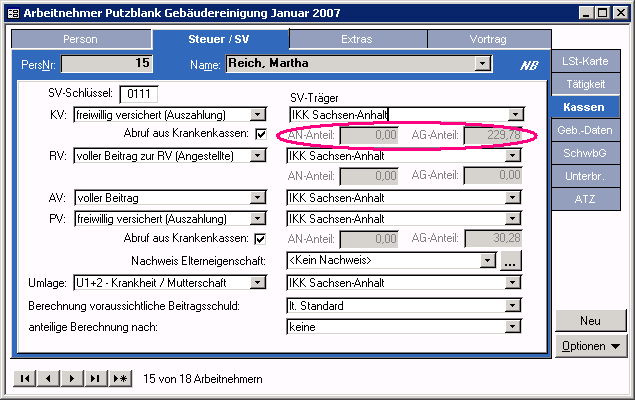 Arbeitnehmer Putzblank Gebäudereinigung Januar 2007
Person Steuer / SV Extras Vortrag
PersNr: 15 Name: Reich, Martha NB
LSt-Karte
Tätigkeit
Kassen
Geb.-Daten
SchwbG
Unterbr.
ATZ
SV-Schlüssel: 0111 SV-Träger
KV: freiwillig versichert (Auszahlung) IKK Sachsen-Anhalt
Abruf aus Krankenkassen: AN-Anteil: 0,00 AG-Anteil: 229,78
RV: voller Beitrag zur RV (Angestellte) IKK Sachsen-Anhalt
AN-Anteil: 0,00 AG-Anteil: 0,00
AV: voller Beitrag IKK Sachsen-Anhalt
PV: freiwillig versichert (Auszahlung) IKK Sachsen-Anhalt
Abruf aus Krankenkassen: AN-Anteil: 0,00 AG-Anteil: 30,28
Nachweis Elterneigenschaft: <Kein Nachweis> ...
Umlage: U1+2 - Krankheit / Mutterschaft IKK Sachsen-Anhalt
Berechnung voraussichtliche Beitragsschuld: lt. Standard
anteilige Berechnung nach: keine
Neu
Optionen
15 von 18 Arbeitnehmern